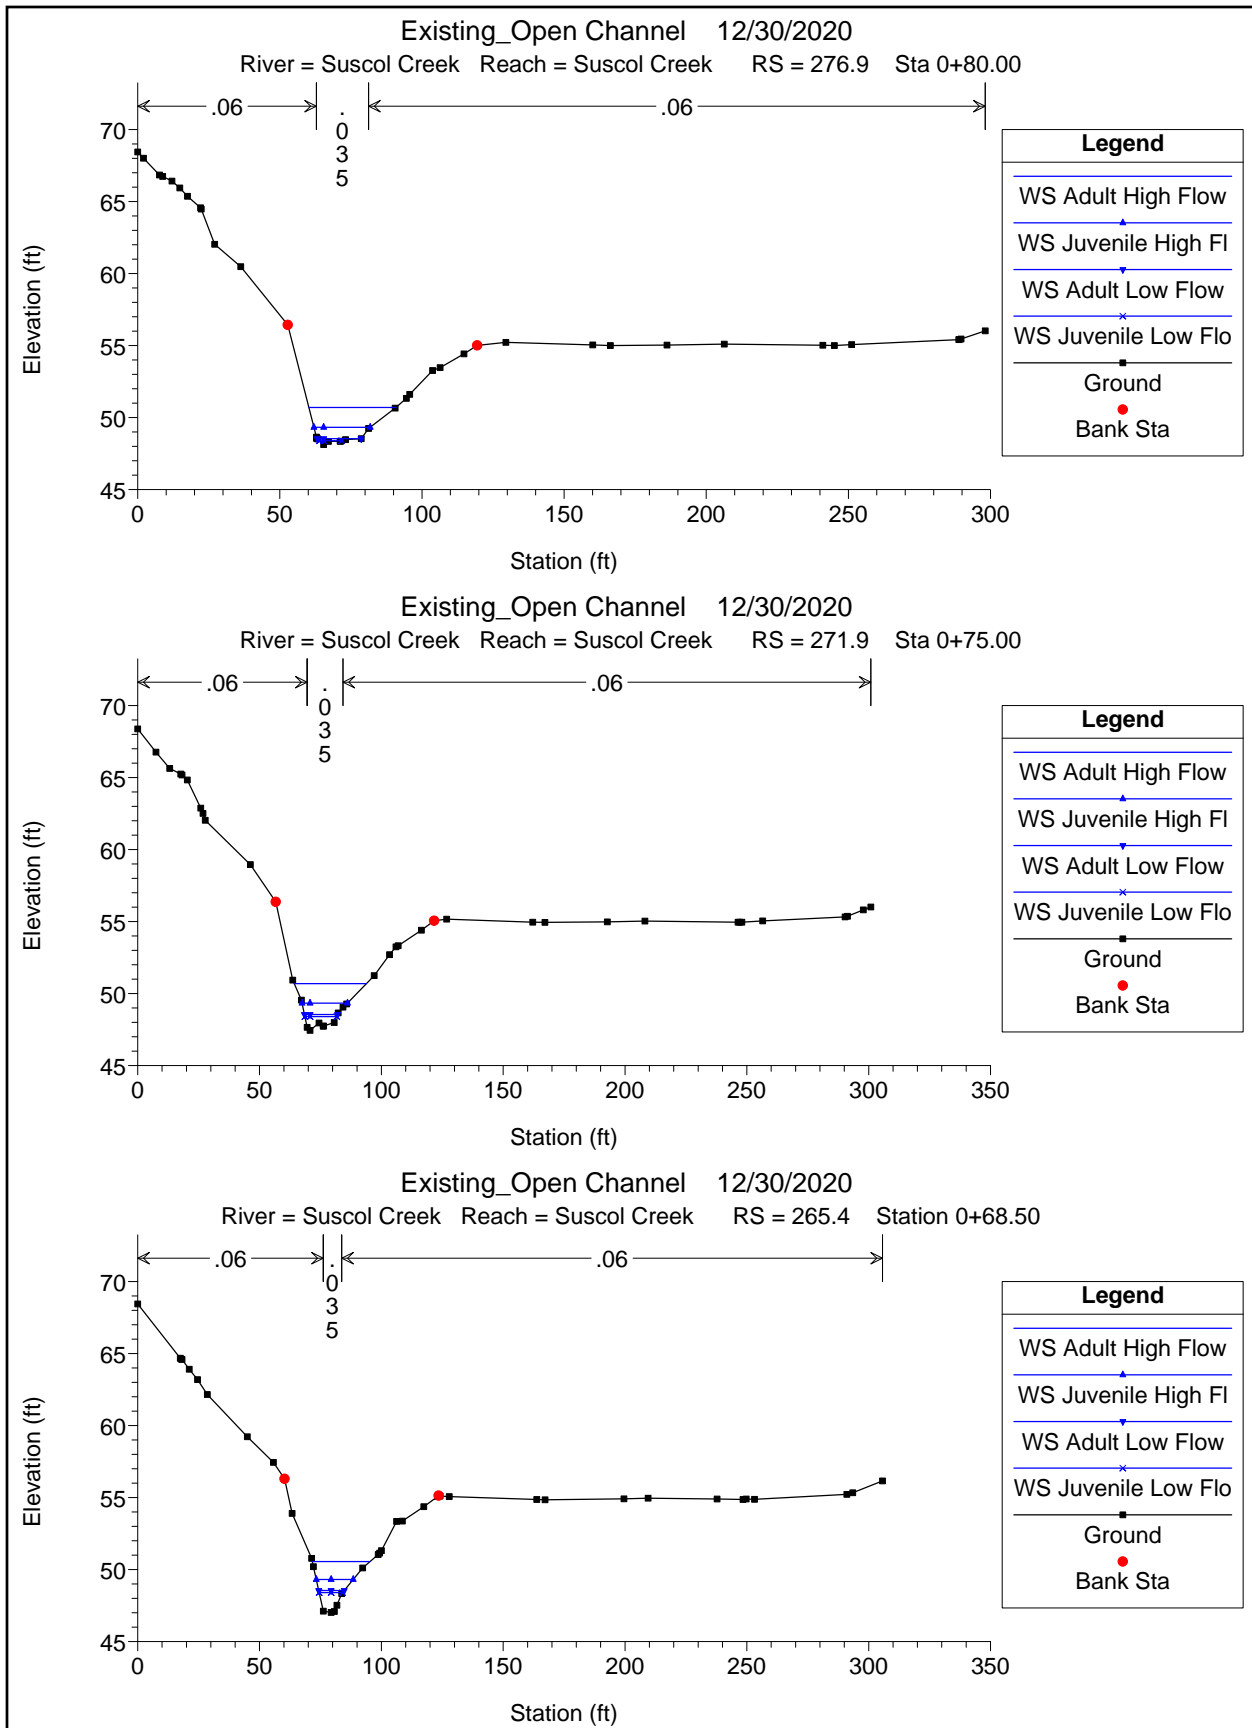 Existing_Open Channel 12/30/2020
River = Suscol Creek Reach = Suscol Creek RS = 276.9 Sta 0+80.00
.06 .035 .06
Elevation (ft)
70
65
60
55
50
45
0 50 100 150 200 250 300
Station (ft)
Legend
WS Adult High Flow
WS Juvenile High Fl
WS Adult Low Flow
WS Juvenile Low Flo
Ground
Bank Sta
Existing_Open Channel 12/30/2020
River = Suscol Creek Reach = Suscol Creek RS = 271.9 Sta 0+75.00
.06 .035 .06
Elevation (ft)
70
65
60
55
50
45
0 50 100 150 200 250 300 350
Station (ft)
Legend
WS Adult High Flow
WS Juvenile High Fl
WS Adult Low Flow
WS Juvenile Low Flo
Ground
Bank Sta
Existing_Open Channel 12/30/2020
River = Suscol Creek Reach = Suscol Creek RS = 265.4 Station 0+68.50
.06 .035 .06
Elevation (ft)
70
65
60
55
50
45
0 50 100 150 200 250 300 350
Station (ft)
Legend
WS Adult High Flow
WS Juvenile High Fl
WS Adult Low Flow
WS Juvenile Low Flo
Ground
Bank Sta